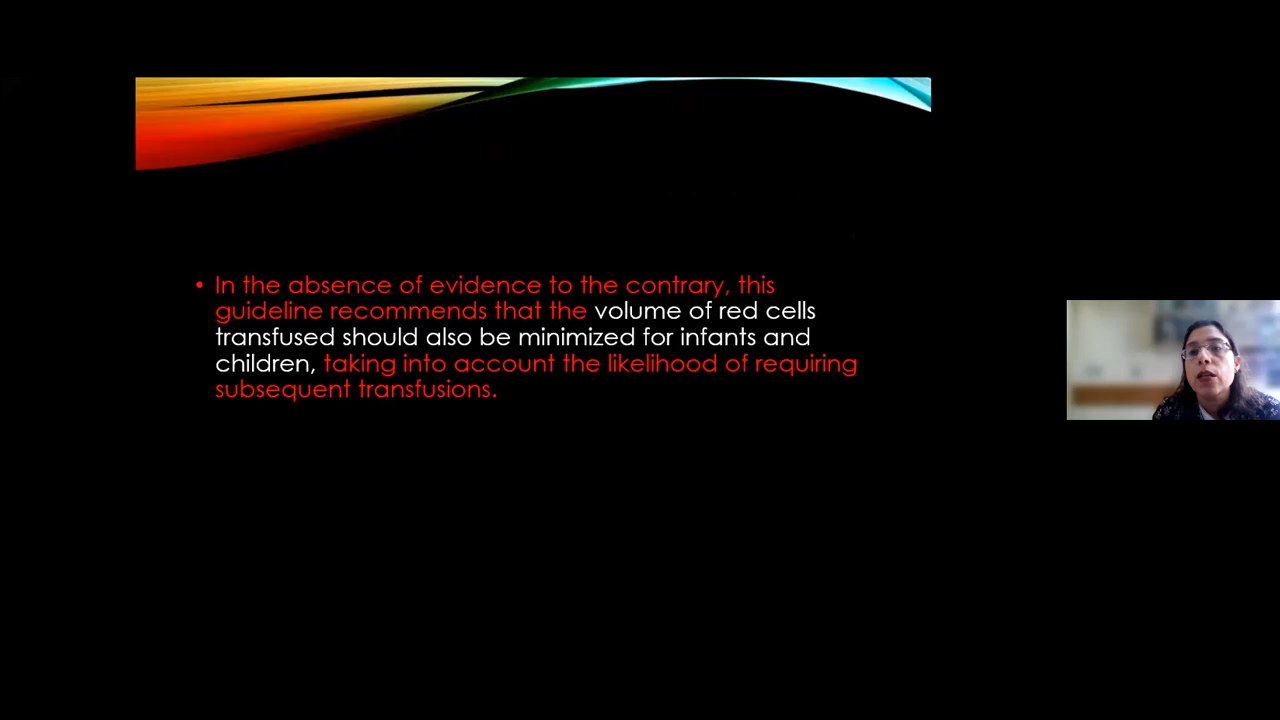 • In the absence of evidence to the contrary, this
guideline recommends that the volume of red cells
transfused should also be minimized for infants and
children, taking into account the likelihood of requiring
subsequent transfusions.